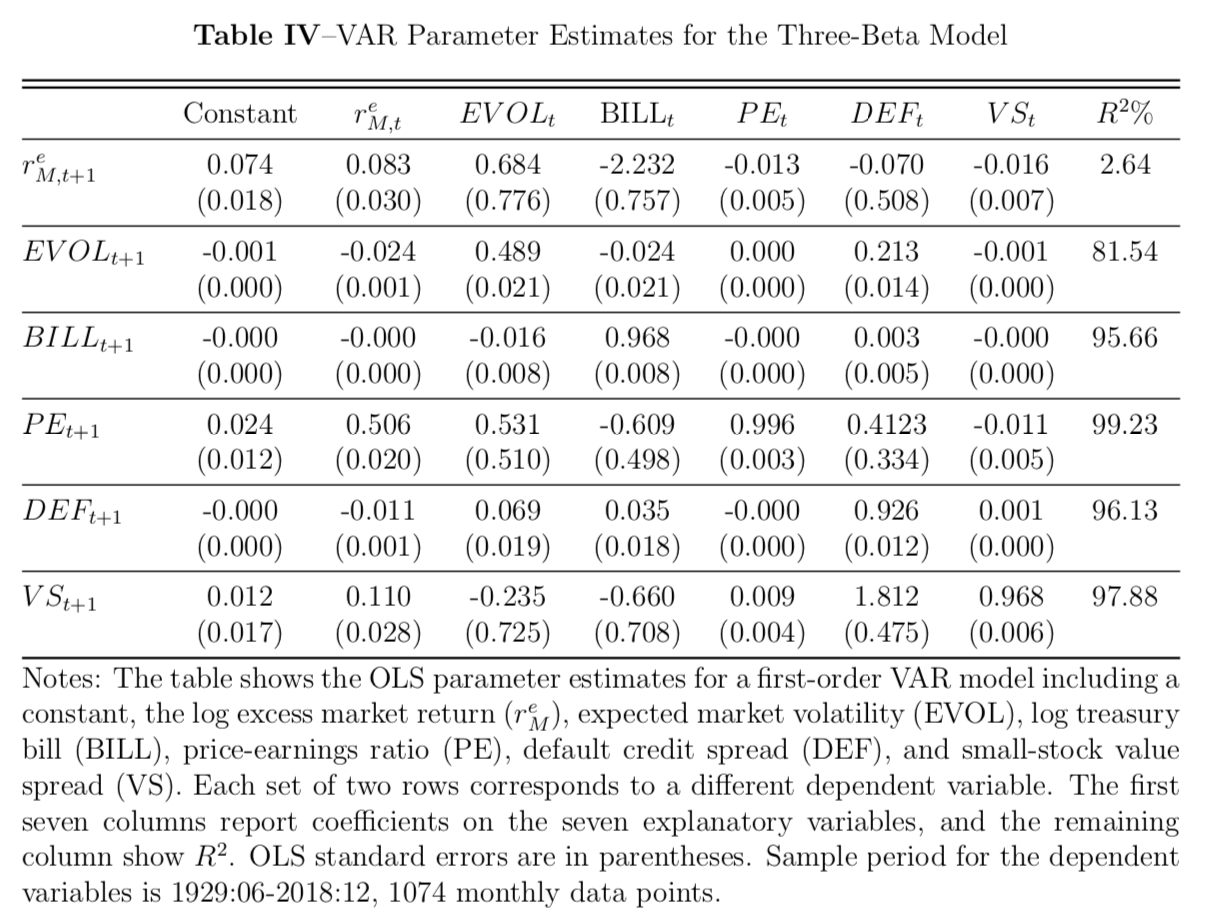 Table IV–VAR Parameter Estimates for the Three-Beta Model
Constant r^e_{M,t} EVOL_t BILL_t PE_t DEF_t VS_t R²%
r^e_{M,t+1} 0.074 0.083 0.684 -2.232 -0.013 -0.070 -0.016 2.64
(0.018) (0.030) (0.776) (0.757) (0.005) (0.508) (0.007)
EVOL_{t+1} -0.001 -0.024 0.489 -0.024 0.000 0.213 -0.001 81.54
(0.000) (0.001) (0.021) (0.021) (0.000) (0.014) (0.000)
BILL_{t+1} -0.000 -0.000 -0.016 0.968 -0.000 0.003 -0.000 95.66
(0.000) (0.000) (0.008) (0.008) (0.000) (0.005) (0.000)
PE_{t+1} 0.024 0.506 0.531 -0.609 0.996 0.4123 -0.011 99.23
(0.012) (0.020) (0.510) (0.498) (0.003) (0.334) (0.005)
DEF_{t+1} -0.000 -0.011 0.069 0.035 -0.000 0.926 0.001 96.13
(0.000) (0.001) (0.019) (0.018) (0.000) (0.012) (0.000)
VS_{t+1} 0.012 0.110 -0.235 -0.660 0.009 1.812 0.968 97.88
(0.017) (0.028) (0.725) (0.708) (0.004) (0.475) (0.006)
Notes: The table shows the OLS parameter estimates for a first-order VAR model including a
constant, the log excess market return (r^e_M), expected market volatility (EVOL), log treasury
bill (BILL), price-earnings ratio (PE), default credit spread (DEF), and small-stock value
spread (VS). Each set of two rows corresponds to a different dependent variable. The first
seven columns report coefficients on the seven explanatory variables, and the remaining
column show R². OLS standard errors are in parentheses. Sample period for the dependent
variables is 1929:06-2018:12, 1074 monthly data points.